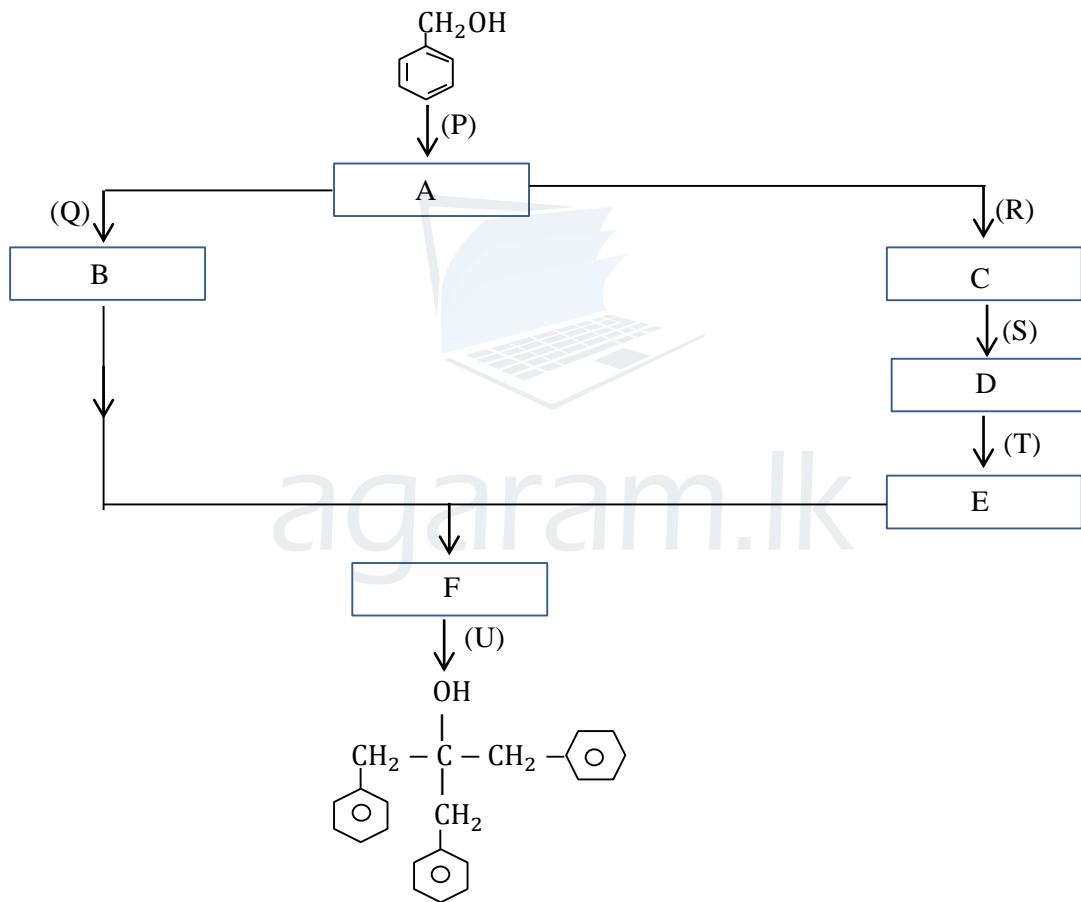 CH₂OH
(P)
A
(Q)
(R)
B
C
(S)
D
(T)
agaram.lk
E
F
(U)
OH
CH₂ – C – CH₂
CH₂